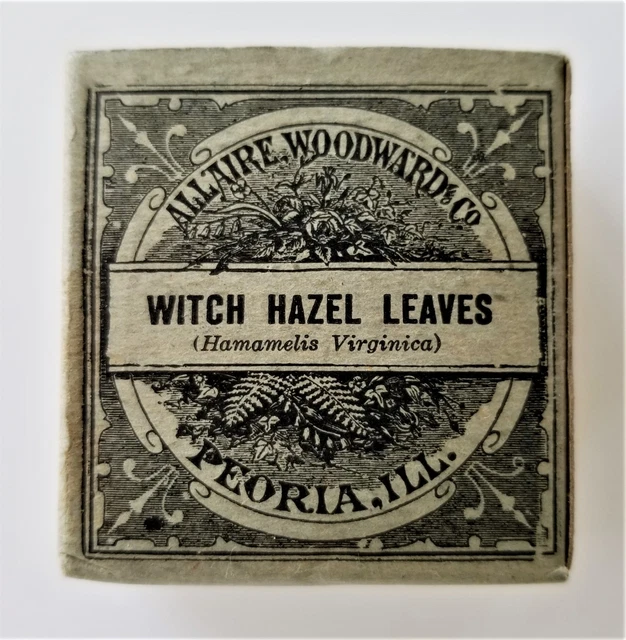 ALLAIRE, WOODWARD & CO
WITCH HAZEL LEAVES
(Hamamelis Virginica)
PEORIA, ILL.